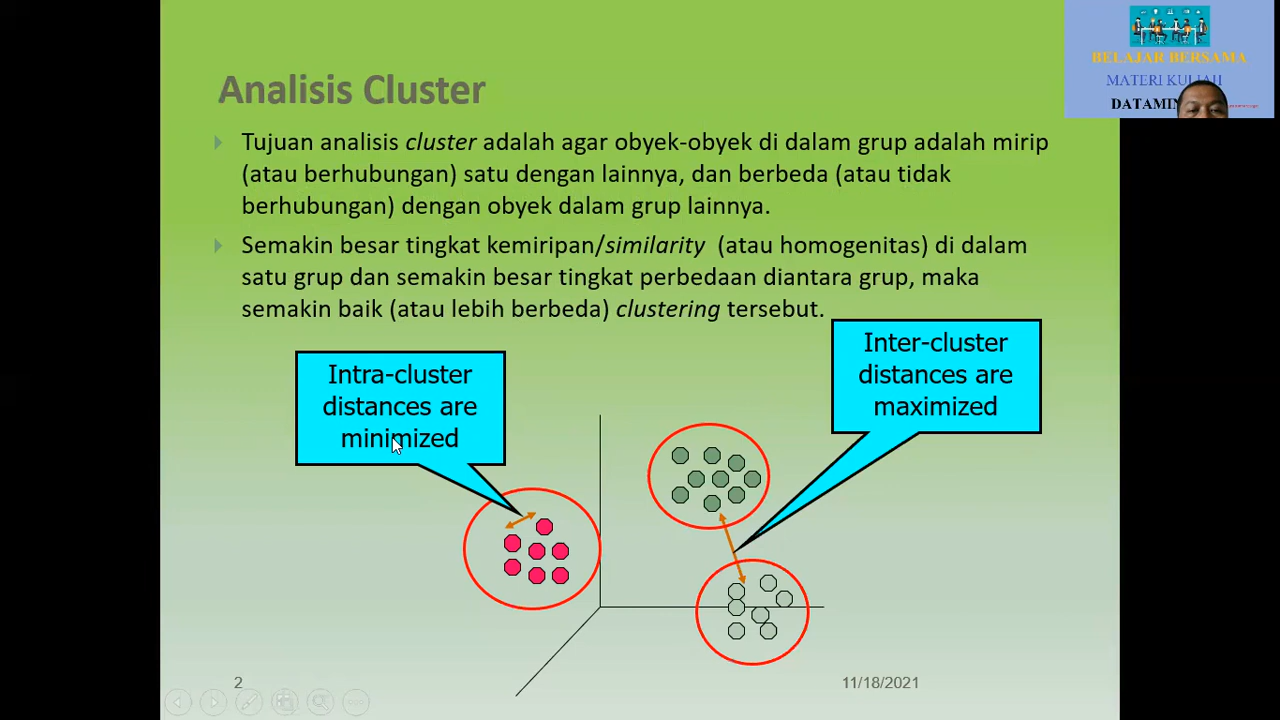 Analisis Cluster
Tujuan analisis cluster adalah agar obyek-obyek di dalam grup adalah mirip
(atau berhubungan) satu dengan lainnya, dan berbeda (atau tidak
berhubungan) dengan obyek dalam grup lainnya.
Semakin besar tingkat kemiripan/similarity (atau homogenitas) di dalam
satu grup dan semakin besar tingkat perbedaan diantara grup, maka
semakin baik (atau lebih berbeda) clustering tersebut.
Intra-cluster
distances are
minimized
Inter-cluster
distances are
maximized
2
11/18/2021
BELAJAR BERSAMA
MATERI KULIAH